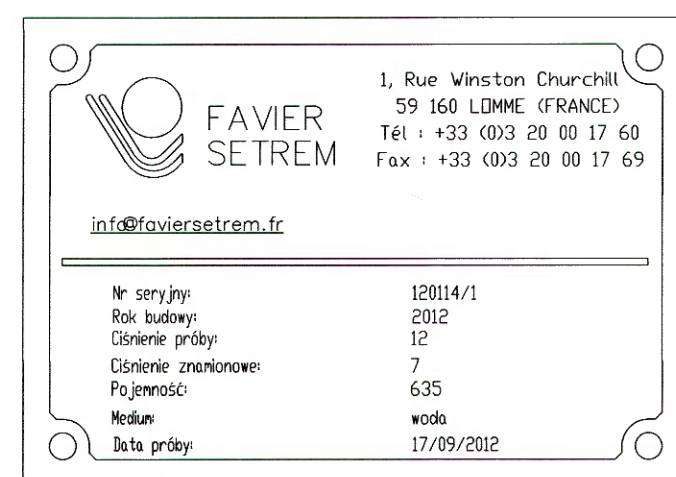 FAVIER
SETREM
1, Rue Winston Churchill
59 160 LOMME (FRANCE)
Tél : +33 (0)3 20 00 17 60
Fax : +33 (0)3 20 00 17 69
info@faviersetrem.fr
Nr seryjny: 120114/1
Rok budowy: 2012
Ciśnienie próby: 12
Ciśnienie znamionowe: 7
Pojemność: 635
Medium: woda
Data próby: 17/09/2012